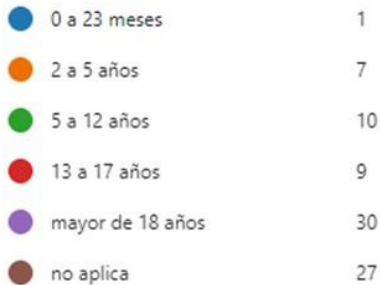 0 a 23 meses 1
2 a 5 años 7
5 a 12 años 10
13 a 17 años 9
mayor de 18 años 30
no aplica 27